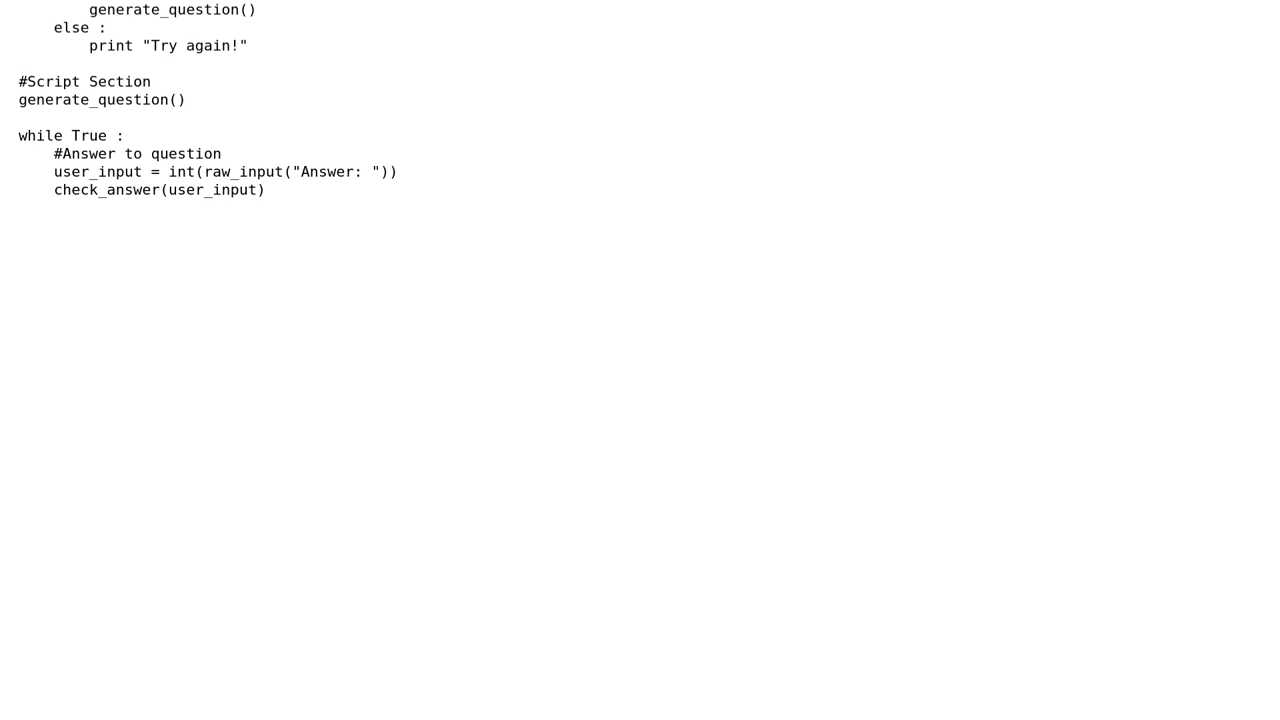 generate_question()
    else :
        print "Try again!"

#Script Section
generate_question()

while True :
    #Answer to question
    user_input = int(raw_input("Answer: "))
    check_answer(user_input)